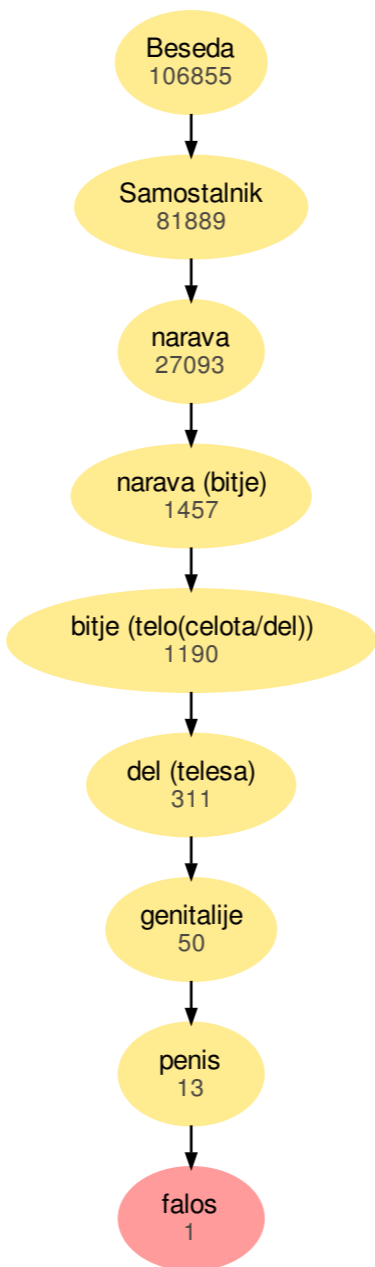 Beseda
106855
Samostalnik
81889
narava
27093
narava (bitje)
1457
bitje (telo(celota/del))
1190
del (telesa)
311
genitalije
50
penis
13
falos
1